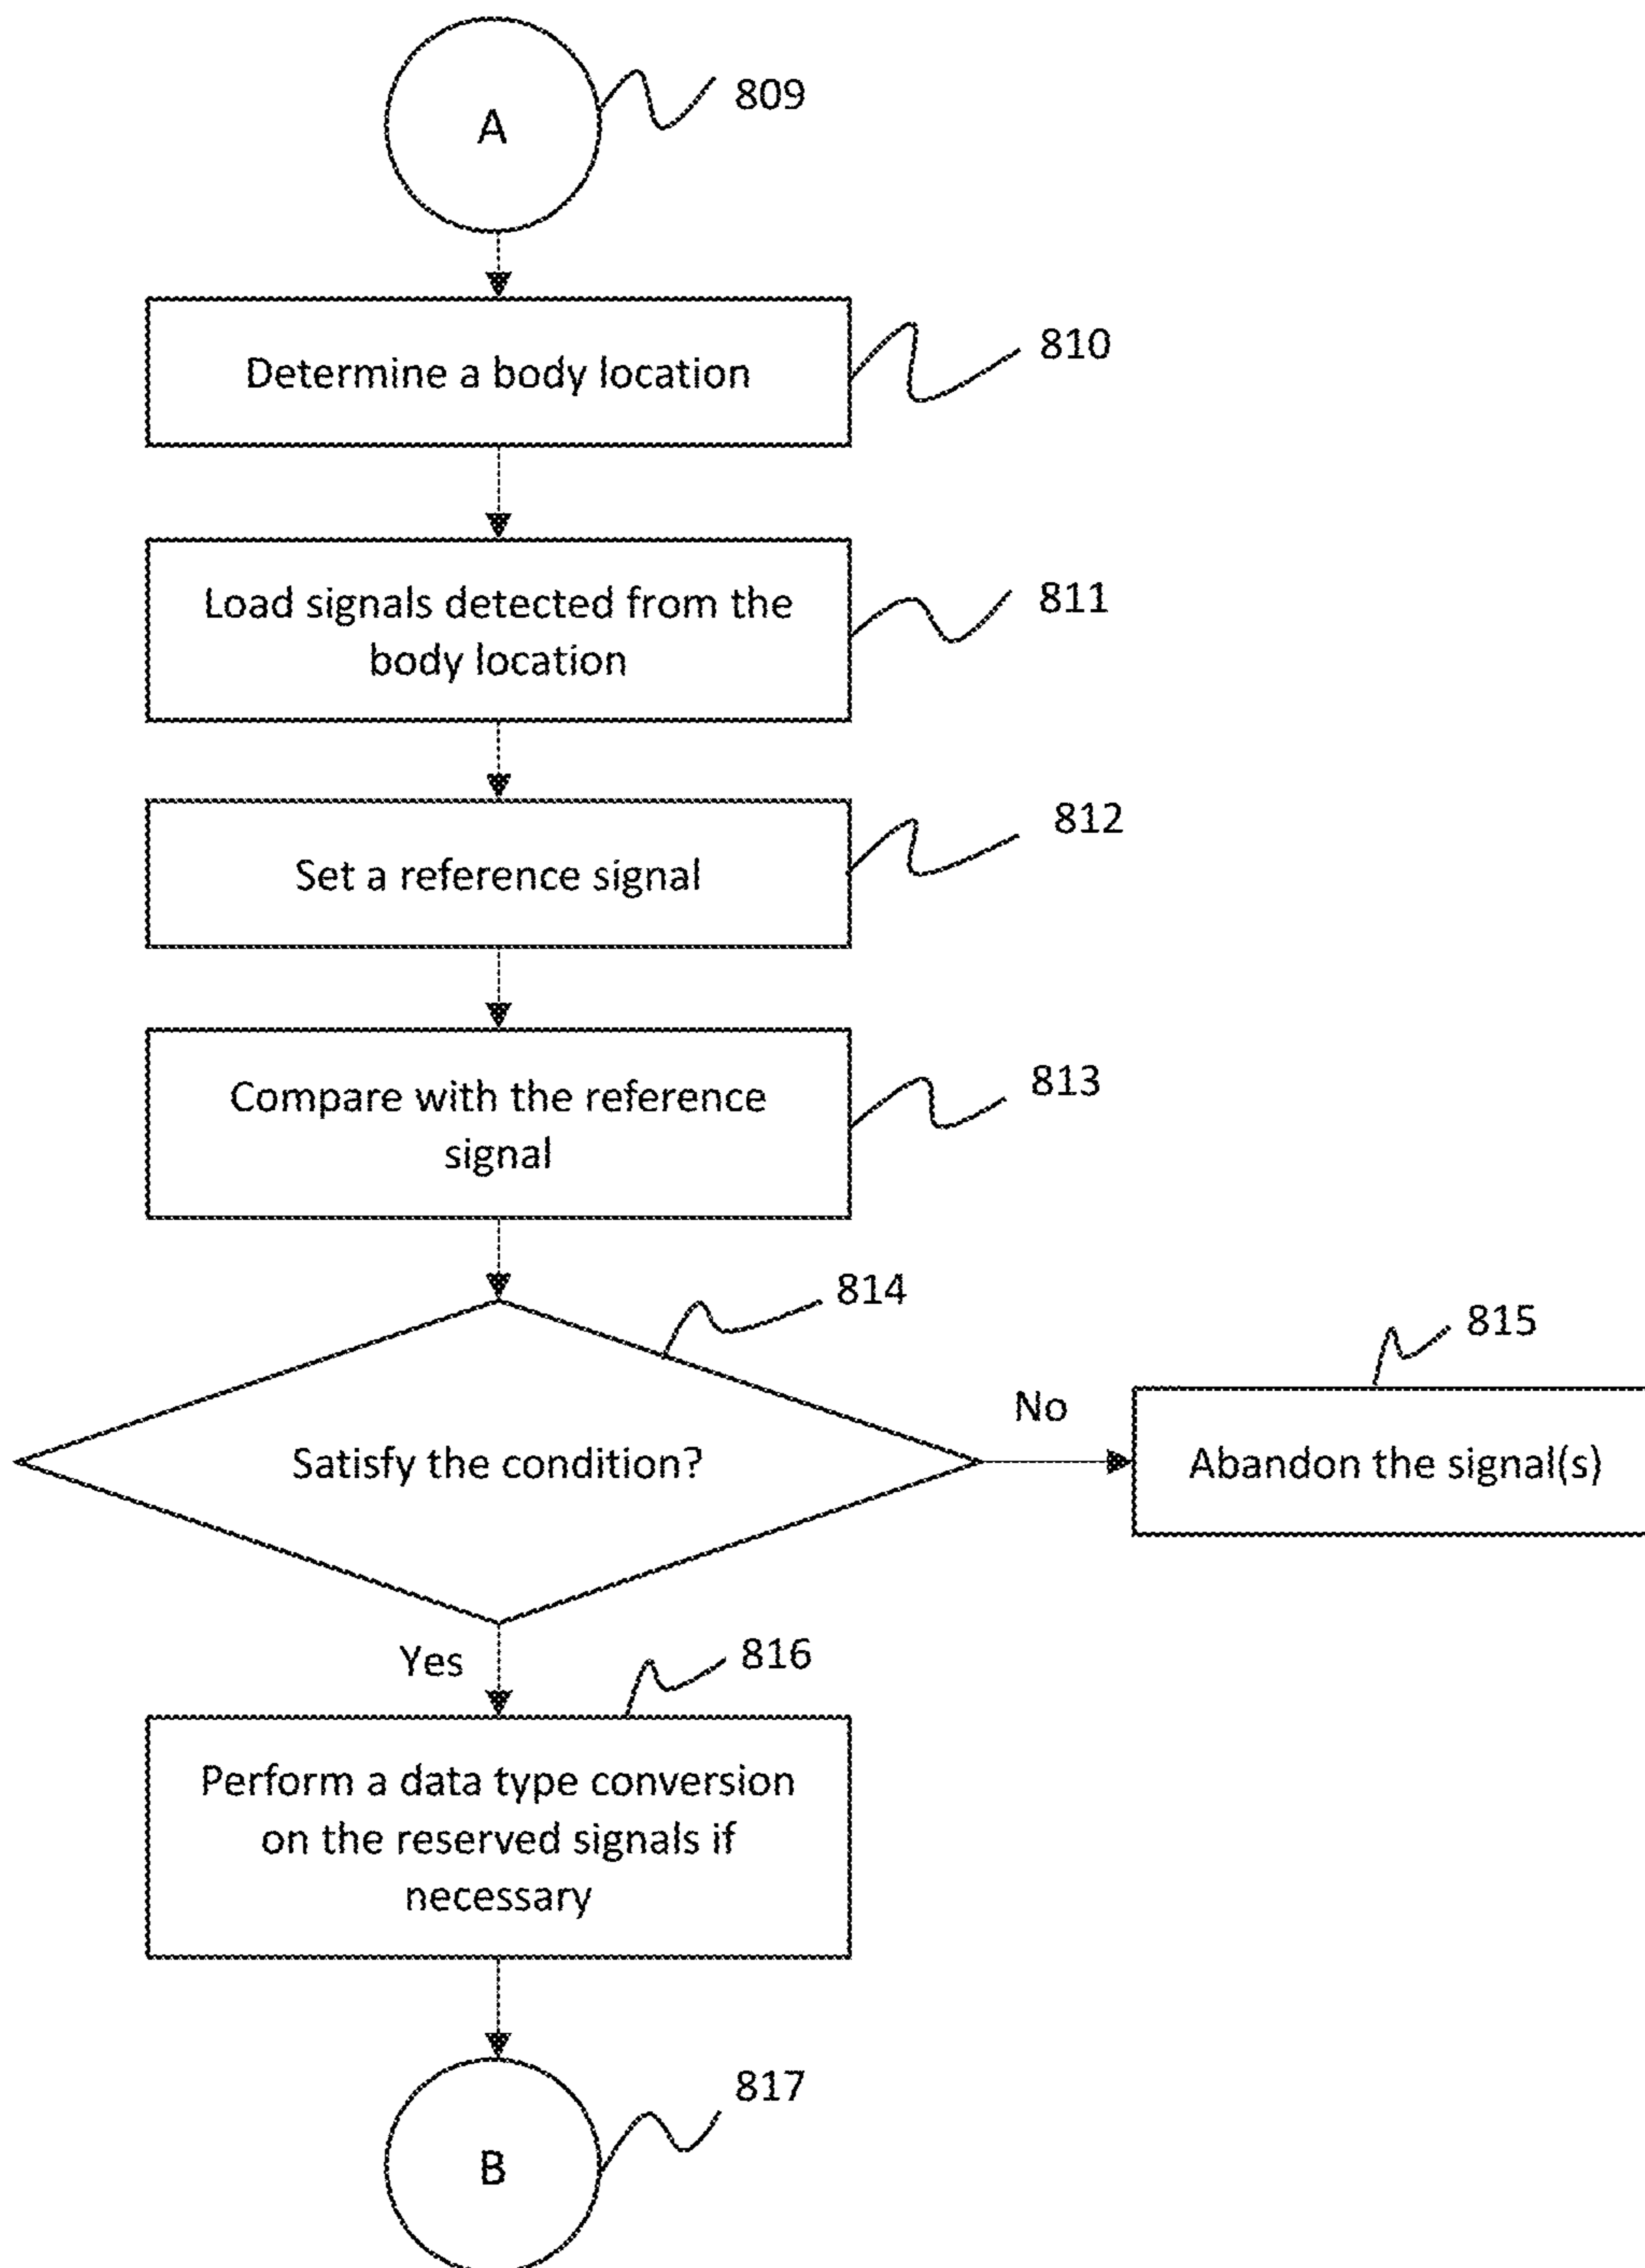 A
809
Determine a body location
810
Load signals detected from the
body location
811
Set a reference signal
812
Compare with the reference
signal
813
814
Satisfy the condition?
No
815
Abandon the signal(s)
Yes
816
Perform a data type conversion
on the reserved signals if
necessary
B
817